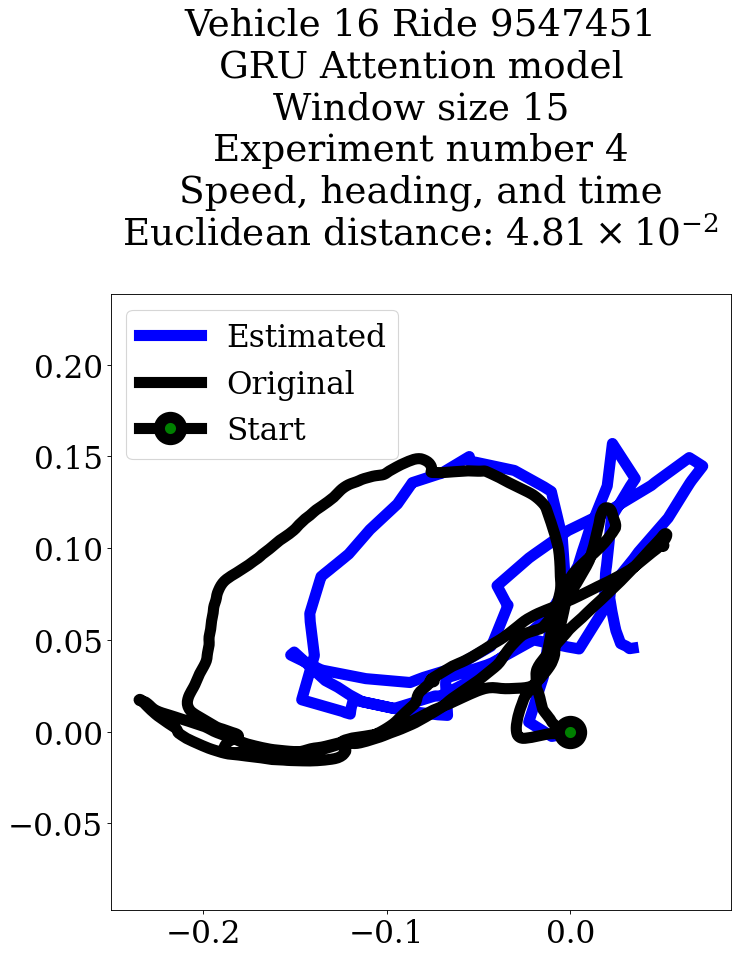 Vehicle 16 Ride 9547451
GRU Attention model
Window size 15
Experiment number 4
Speed, heading, and time
Euclidean distance: 4.81 × 10⁻²
Estimated
Original
Start
0.20
0.15
0.10
0.05
0.00
−0.05
−0.2
−0.1
0.0